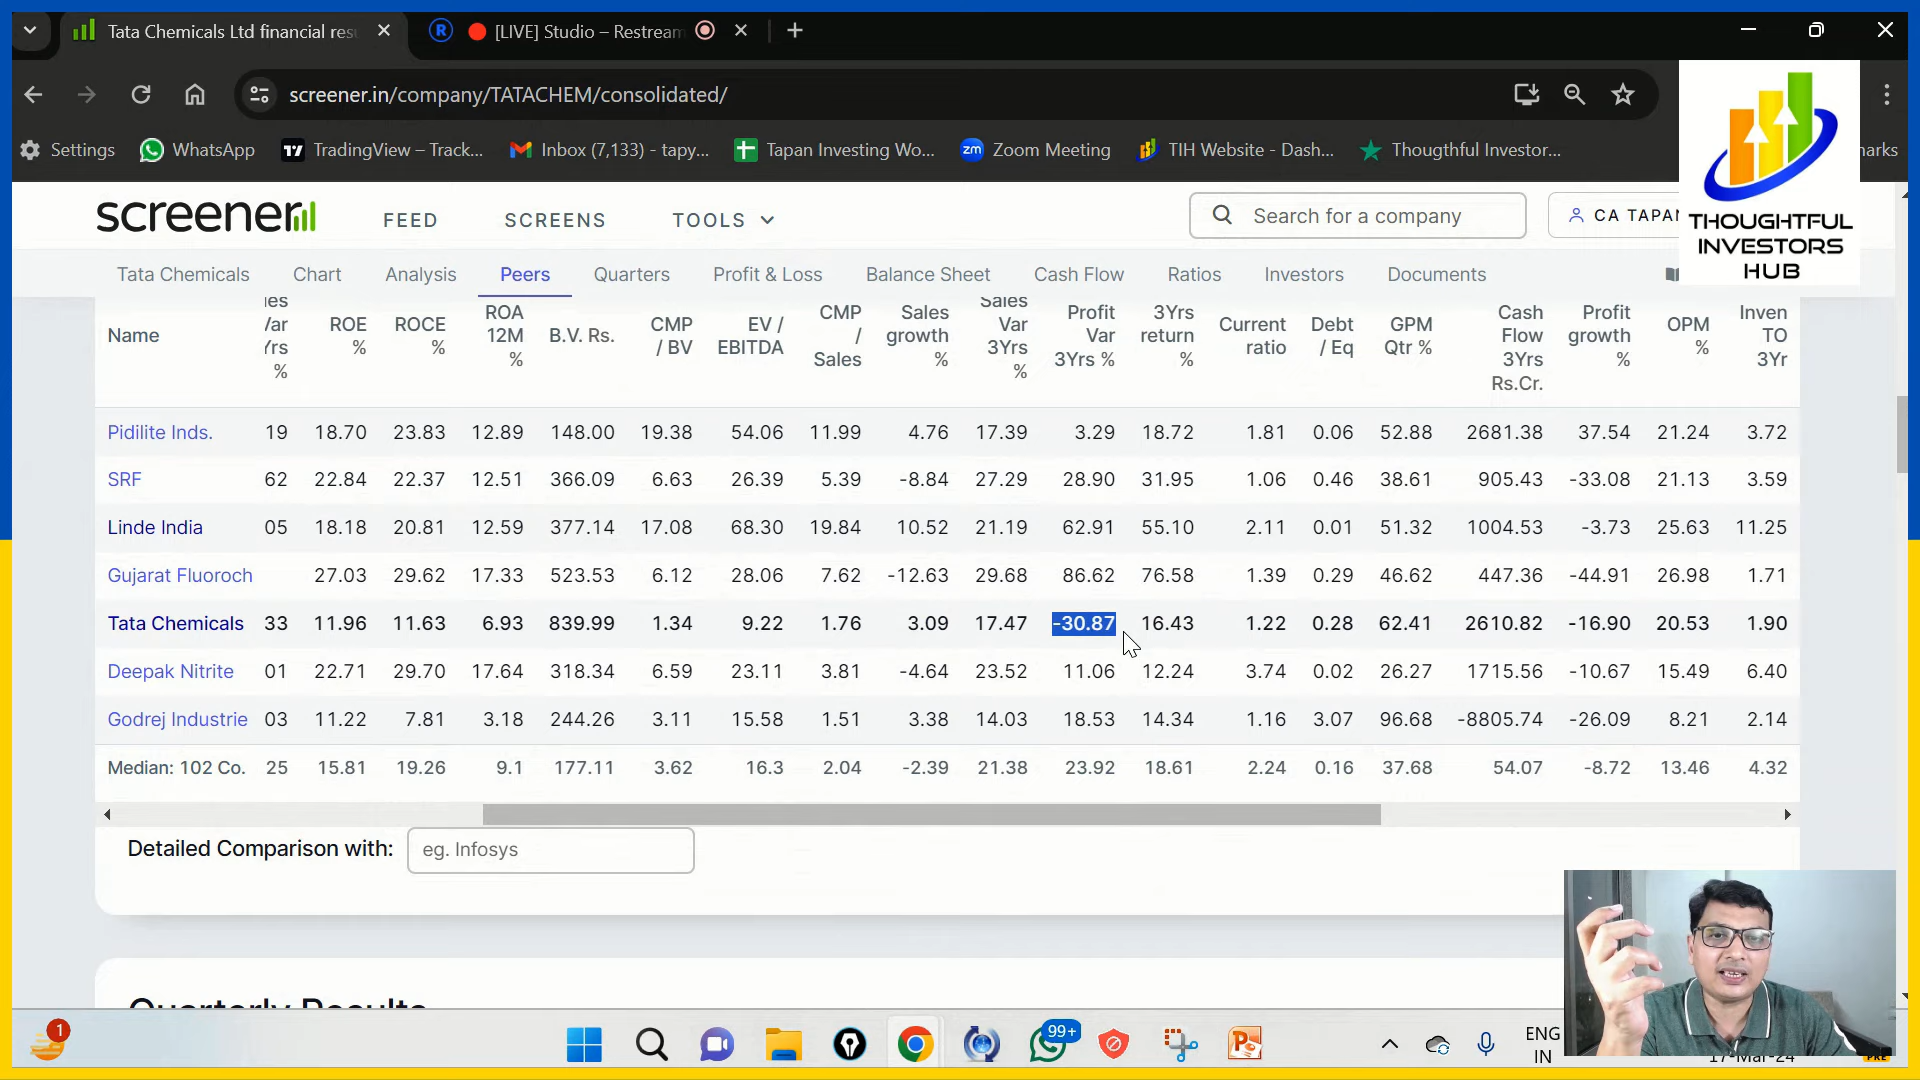 Tata Chemicals Ltd financial res
[LIVE] Studio – Restream
screener.in/company/TATACHEM/consolidated/
Settings WhatsApp TradingView – Track... Inbox (7,133) - tapy... Tapan Investing Wo... Zoom Meeting TIH Website - Dash... Thougthful Investor...
THOUGHTFUL
INVESTORS
HUB
screener FEED SCREENS TOOLS Search for a company CA TAPAN
Tata Chemicals Chart Analysis Peers Quarters Profit & Loss Balance Sheet Cash Flow Ratios Investors Documents
Name ROE % ROCE % ROA 12M % B.V. Rs. CMP / BV EV / EBITDA CMP / Sales Sales growth % Sales Var 3Yrs % Profit Var 3Yrs % 3Yrs return % Current ratio Debt / Eq GPM Qtr % Cash Flow 3Yrs Rs.Cr. Profit growth % OPM % Inven TO 3Yr
Pidilite Inds. 19 18.70 23.83 12.89 148.00 19.38 54.06 11.99 4.76 17.39 3.29 18.72 1.81 0.06 52.88 2681.38 37.54 21.24 3.72
SRF 62 22.84 22.37 12.51 366.09 6.63 26.39 5.39 -8.84 27.29 28.90 31.95 1.06 0.46 38.61 905.43 -33.08 21.13 3.59
Linde India 05 18.18 20.81 12.59 377.14 17.08 68.30 19.84 10.52 21.19 62.91 55.10 2.11 0.01 51.32 1004.53 -3.73 25.63 11.25
Gujarat Fluoroch 27.03 29.62 17.33 523.53 6.12 28.06 7.62 -12.63 29.68 86.62 76.58 1.39 0.29 46.62 447.36 -44.91 26.98 1.71
Tata Chemicals 33 11.96 11.63 6.93 839.99 1.34 9.22 1.76 3.09 17.47 -30.87 16.43 1.22 0.28 62.41 2610.82 -16.90 20.53 1.90
Deepak Nitrite 01 22.71 29.70 17.64 318.34 6.59 23.11 3.81 -4.64 23.52 11.06 12.24 3.74 0.02 26.27 1715.56 -10.67 15.49 6.40
Godrej Industrie 03 11.22 7.81 3.18 244.26 3.11 15.58 1.51 3.38 14.03 18.53 14.34 1.16 3.07 96.68 -8805.74 -26.09 8.21 2.14
Median: 102 Co. 25 15.81 19.26 9.1 177.11 3.62 16.3 2.04 -2.39 21.38 23.92 18.61 2.24 0.16 37.68 54.07 -8.72 13.46 4.32
Detailed Comparison with: eg. Infosys
Quarterly Results
1
99+
ENG
IN
17-Mar-24
PRE